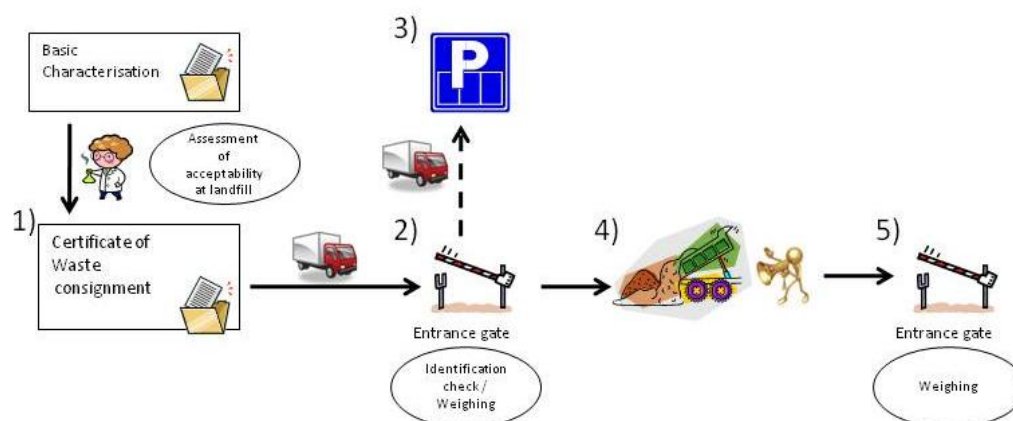 Basic
Characterisation
Assessment
of
acceptability
at landfill
1)
Certificate of
Waste
consignment
3)
P
2)
Entrance gate
Identification
check /
Weighing
4)
5)
Entrance gate
Weighing